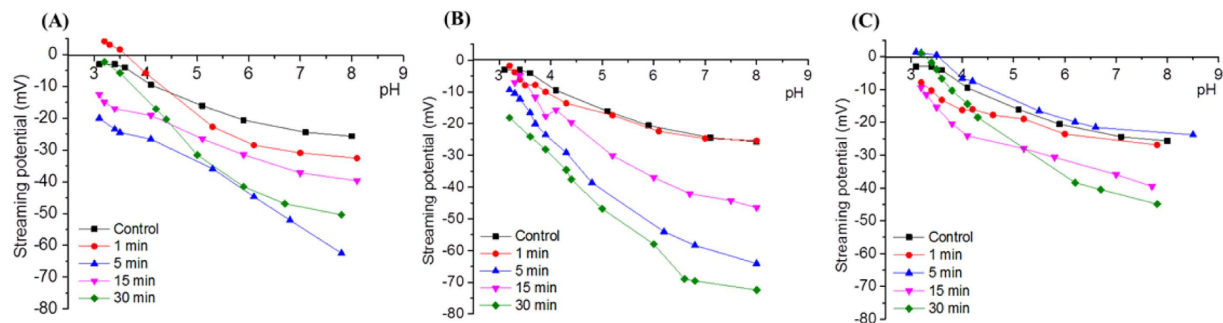 (A)
10
0
-10
-20
-30
-40
-50
-60
-70
-80
3 4 5 6 7 8 9
pH
Streaming potential (mV)
Control
1 min
5 min
15 min
30 min
(B)
10
0
-10
-20
-30
-40
-50
-60
-70
-80
3 4 5 6 7 8 9
pH
Streaming potential (mV)
Control
1 min
5 min
15 min
30 min
(C)
10
0
-10
-20
-30
-40
-50
-60
-70
-80
3 4 5 6 7 8 9
pH
Streaming potential (mV)
Control
1 min
5 min
15 min
30 min